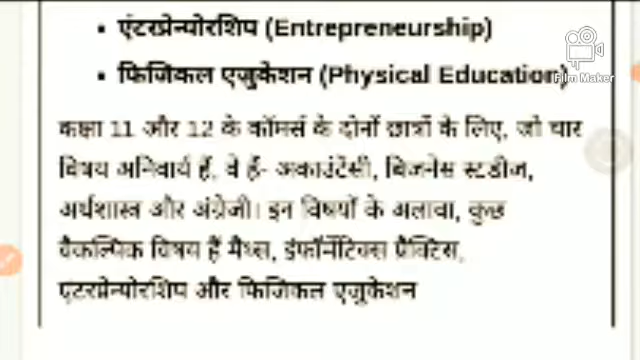 • एंटरप्रेन्योरशिप (Entrepreneurship)
• फिजिकल एजुकेशन (Physical Education)
Film Maker
कक्षा 11 और 12 के कॉमर्स के दोनों छात्रों के लिए, जो चार
विषय अनिवार्य हैं, वे हैं- अकाउंटेंसी, बिजनेस स्टडीज,
अर्थशास्त्र और अंग्रेजी। इन विषयों के अलावा, कुछ
वैकल्पिक विषय हैं मैथ्स, इंफॉर्मेटिक्स प्रैक्टिस,
एंटरप्रेन्योरशिप और फिजिकल एजुकेशन